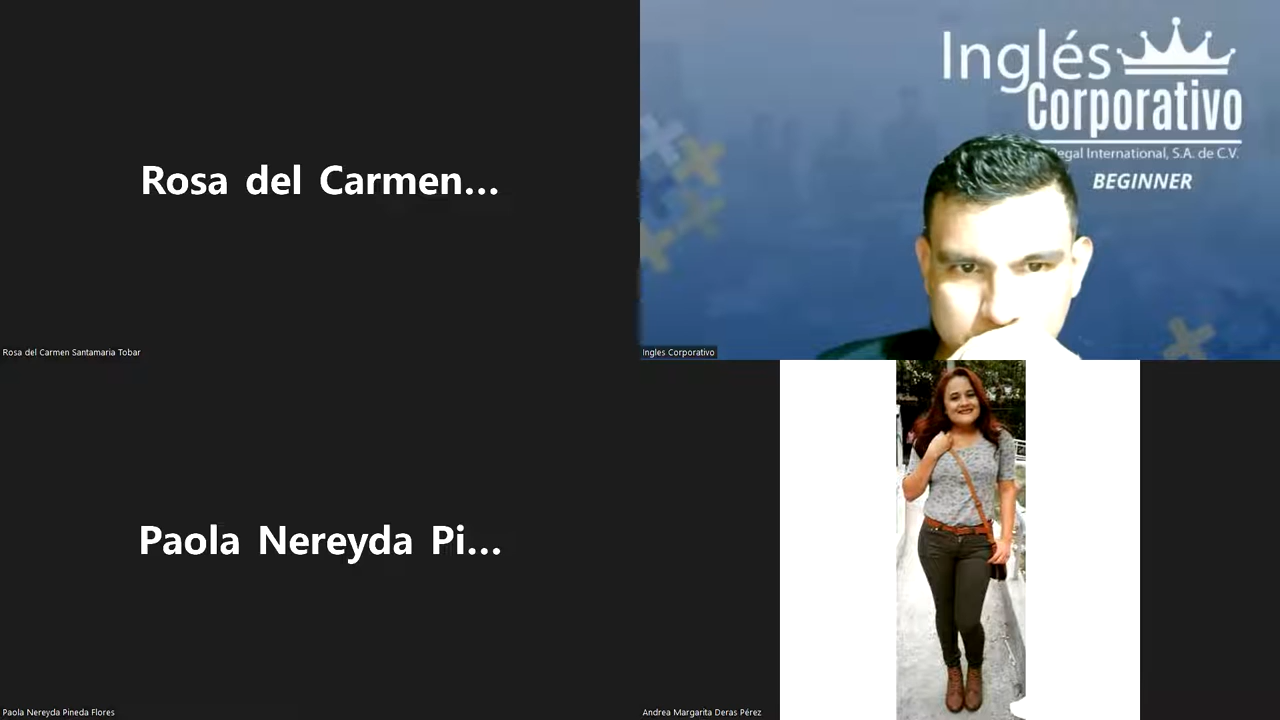 Rosa del Carmen...
Rosa del Carmen Santamaria Tobar
Inglés
Corporativo
Regal International, S.A. de C.V.
BEGINNER
Ingles Corporativo
Paola Nereyda Pi...
Paola Nereyda Pineda Flores
Andrea Margarita Deras Pérez